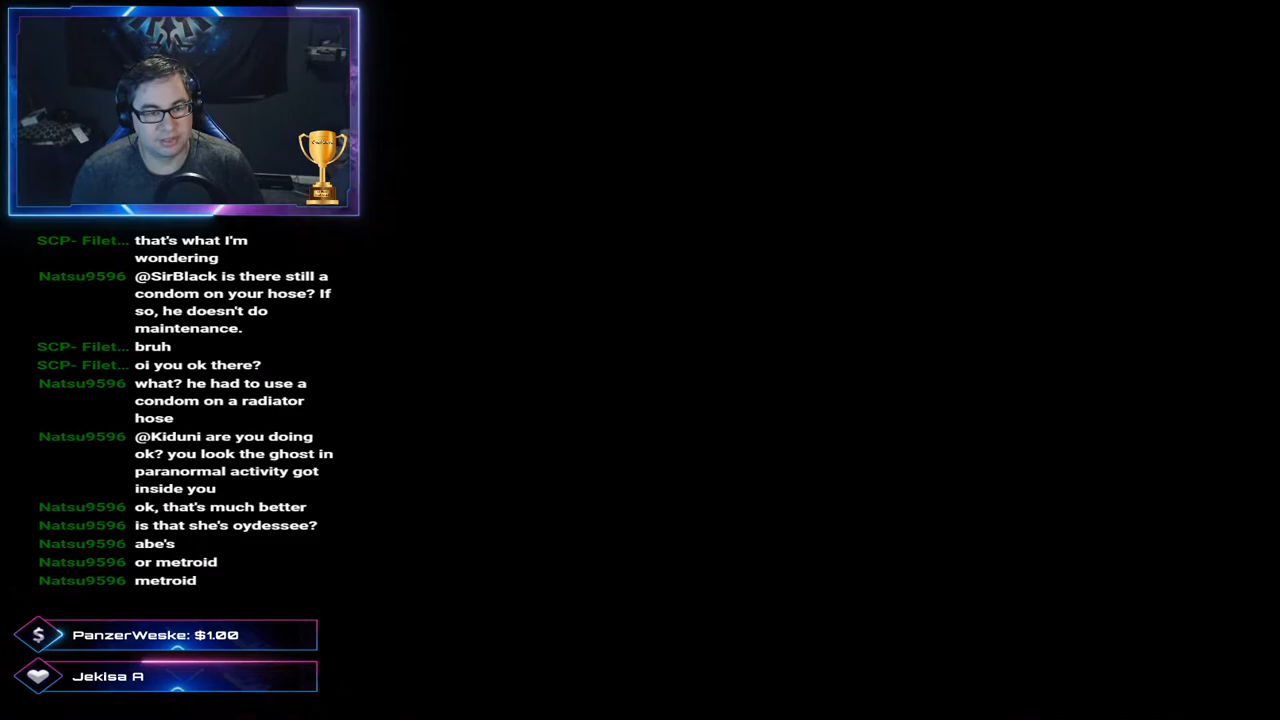 SCP- Filet... that's what I'm
wondering
Natsu9596 @SirBlack is there still a
condom on your hose? If
so, he doesn't do
maintenance.
SCP- Filet... bruh
SCP- Filet... oi you ok there?
Natsu9596 what? he had to use a
condom on a radiator
hose
Natsu9596 @Kiduni are you doing
ok? you look the ghost in
paranormal activity got
inside you
Natsu9596 ok, that's much better
Natsu9596 is that she's oydessee?
Natsu9596 abe's
Natsu9596 or metroid
Natsu9596 metroid
$ PanzerWeske: $1.00
Jekisa A